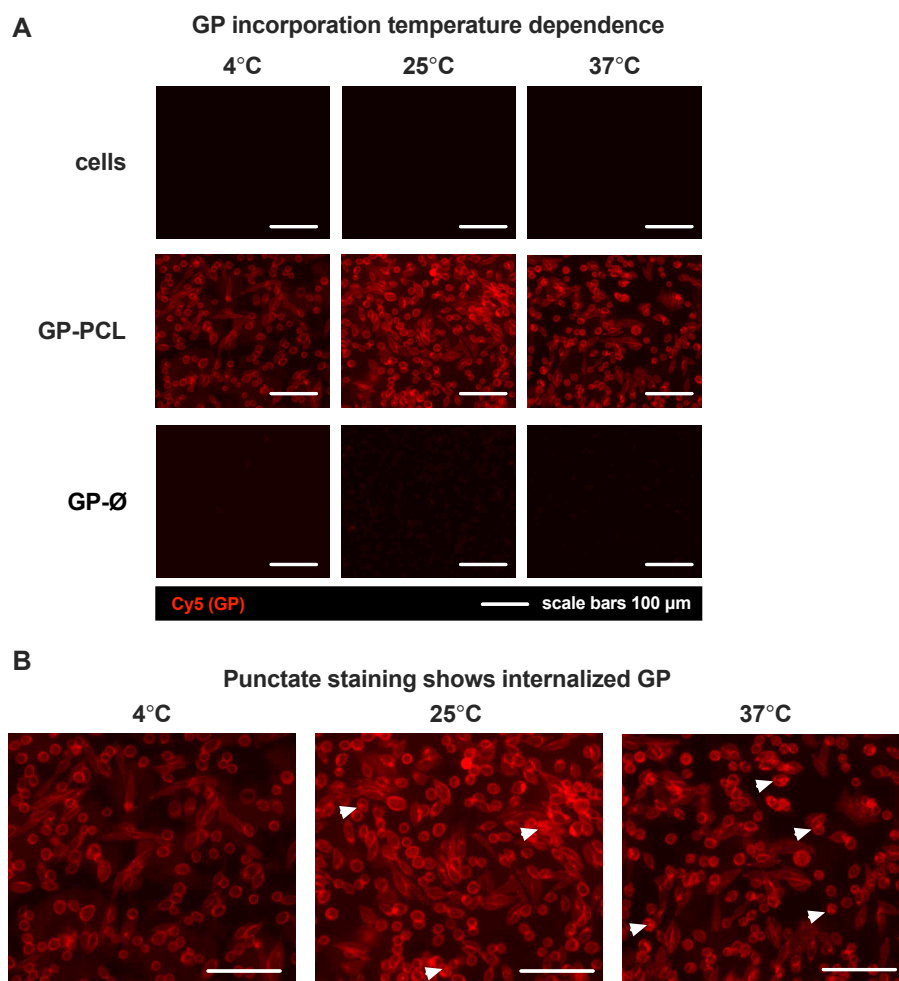 A
GP incorporation temperature dependence
4°C 25°C 37°C
cells
GP-PCL
GP-Ø
Cy5 (GP) scale bars 100 µm
B
Punctate staining shows internalized GP
4°C 25°C 37°C